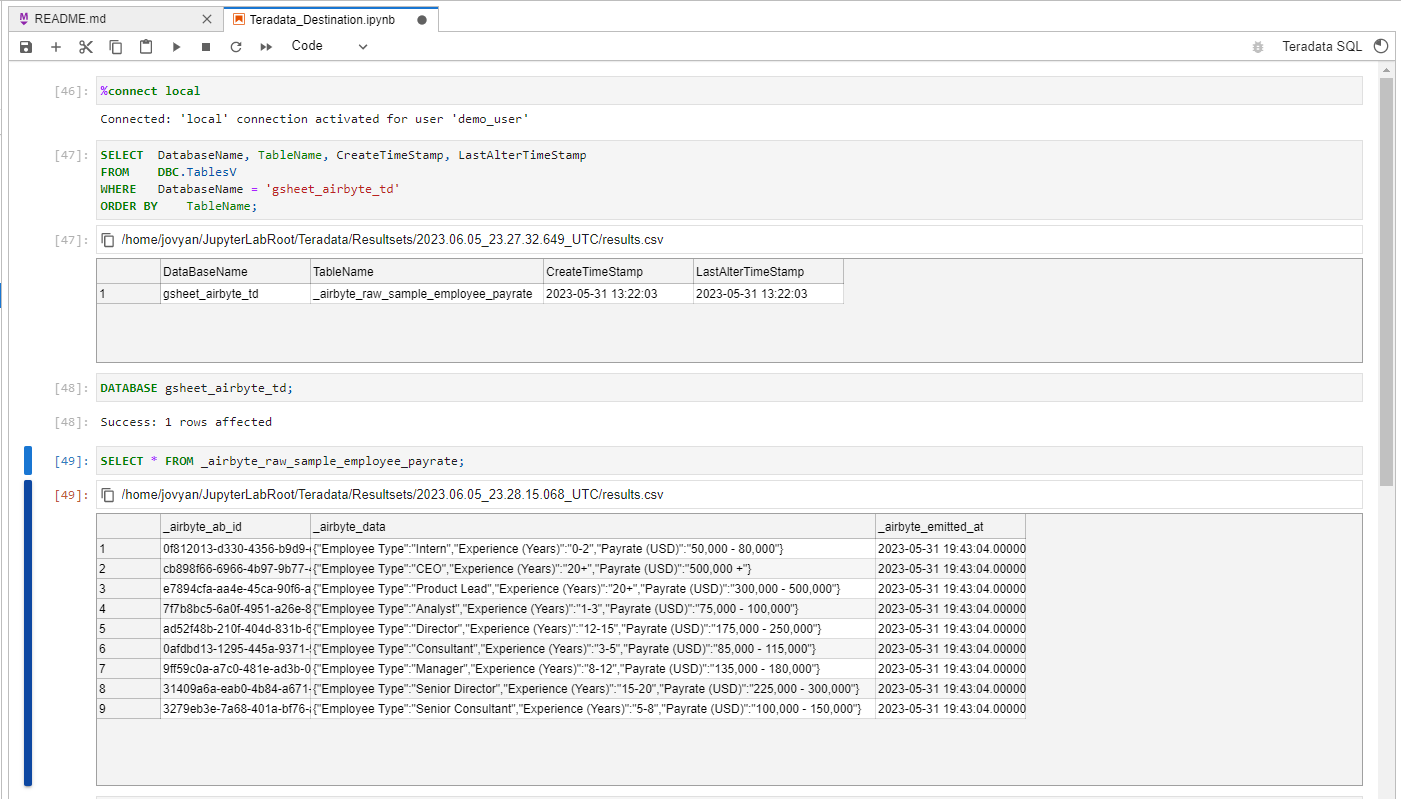 README.md
Teradata_Destination.ipynb
Code
Teradata SQL
[46]: %connect local
Connected: 'local' connection activated for user 'demo_user'
[47]: SELECT DatabaseName, TableName, CreateTimeStamp, LastAlterTimeStamp
FROM DBC.TablesV
WHERE DatabaseName = 'gsheet_airbyte_td'
ORDER BY TableName;
[47]: /home/jovyan/JupyterLabRoot/Teradata/Resultsets/2023.06.05_23.27.32.649_UTC/results.csv
DataBaseName TableName CreateTimeStamp LastAlterTimeStamp
1 gsheet_airbyte_td _airbyte_raw_sample_employee_payrate 2023-05-31 13:22:03 2023-05-31 13:22:03
[48]: DATABASE gsheet_airbyte_td;
[48]: Success: 1 rows affected
[49]: SELECT * FROM _airbyte_raw_sample_employee_payrate;
[49]: /home/jovyan/JupyterLabRoot/Teradata/Resultsets/2023.06.05_23.28.15.068_UTC/results.csv
_airbyte_ab_id _airbyte_data _airbyte_emitted_at
1 0f812013-d330-4356-b9d9- {"Employee Type":"Intern","Experience (Years)":"0-2","Payrate (USD)":"50,000 - 80,000"} 2023-05-31 19:43:04.00000
2 cb898f66-6966-4b97-9b77- {"Employee Type":"CEO","Experience (Years)":"20+","Payrate (USD)":"500,000 +"} 2023-05-31 19:43:04.00000
3 e7894cfa-aa4e-45ca-90f6-a {"Employee Type":"Product Lead","Experience (Years)":"20+","Payrate (USD)":"300,000 - 500,000"} 2023-05-31 19:43:04.00000
4 7f7b8bc5-6a0f-4951-a26e-8 {"Employee Type":"Analyst","Experience (Years)":"1-3","Payrate (USD)":"75,000 - 100,000"} 2023-05-31 19:43:04.00000
5 ad52f48b-210f-404d-831b-6 {"Employee Type":"Director","Experience (Years)":"12-15","Payrate (USD)":"175,000 - 250,000"} 2023-05-31 19:43:04.00000
6 0afdbd13-1295-445a-9371- {"Employee Type":"Consultant","Experience (Years)":"3-5","Payrate (USD)":"85,000 - 115,000"} 2023-05-31 19:43:04.00000
7 9ff59c0a-a7c0-481e-ad3b-0 {"Employee Type":"Manager","Experience (Years)":"8-12","Payrate (USD)":"135,000 - 180,000"} 2023-05-31 19:43:04.00000
8 31409a6a-eab0-4b84-a671- {"Employee Type":"Senior Director","Experience (Years)":"15-20","Payrate (USD)":"225,000 - 300,000"} 2023-05-31 19:43:04.00000
9 3279eb3e-7a68-401a-bf76- {"Employee Type":"Senior Consultant","Experience (Years)":"5-8","Payrate (USD)":"100,000 - 150,000"} 2023-05-31 19:43:04.00000